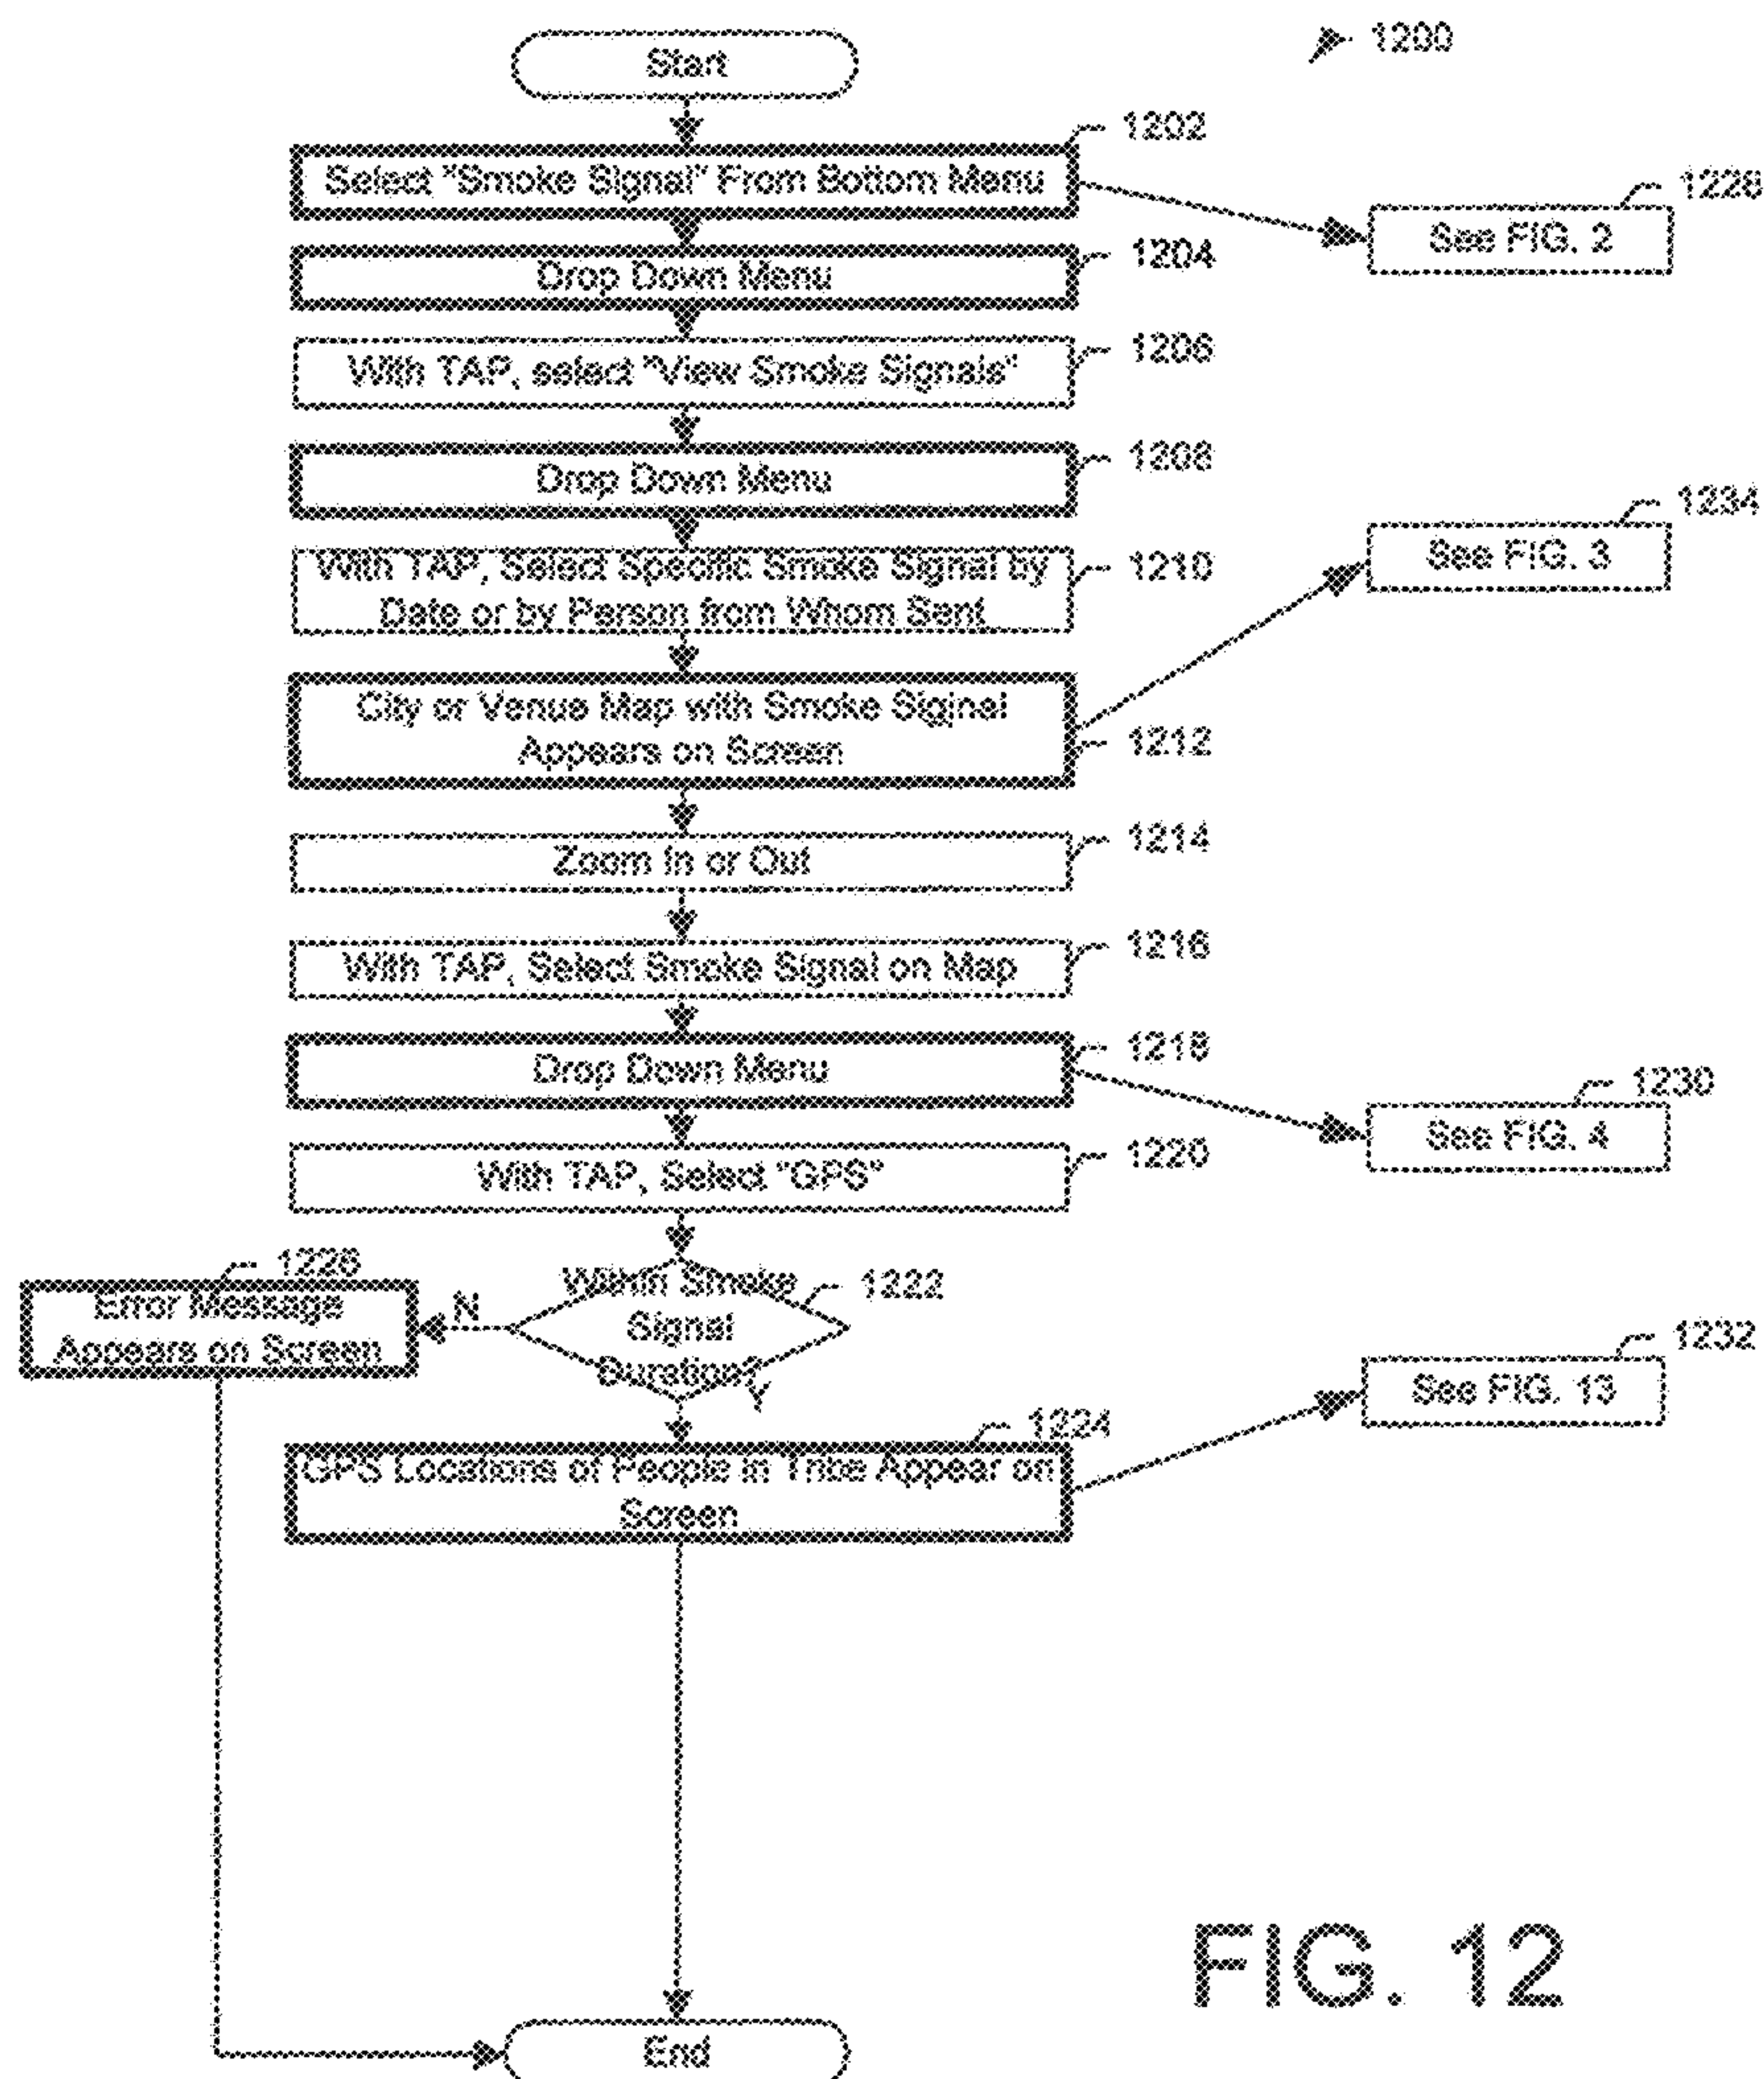 1200
Start
1202
Select "Smoke Signal" From Bottom Menu
1228
See FIG. 2
1204
Drop Down Menu
1206
With TAP, select "View Smoke Signals"
1208
Drop Down Menu
1234
See FIG. 3
1210
With TAP, Select Specific Smoke Signal by
Date or by Person from Whom Sent
City or Venue Map with Smoke Signal
Appears on Screen
1212
1214
Zoom In or Out
1216
With TAP, Select Smoke Signal on Map
1218
Drop Down Menu
1230
See FIG. 4
1220
With TAP, Select "GPS"
1226
Error Message
Appears on Screen
N
Within Smoke
Signal
Duration?
1222
Y
1232
See FIG. 13
1224
GPS Locations of People in Tribe Appear on
Screen
End
FIG. 12